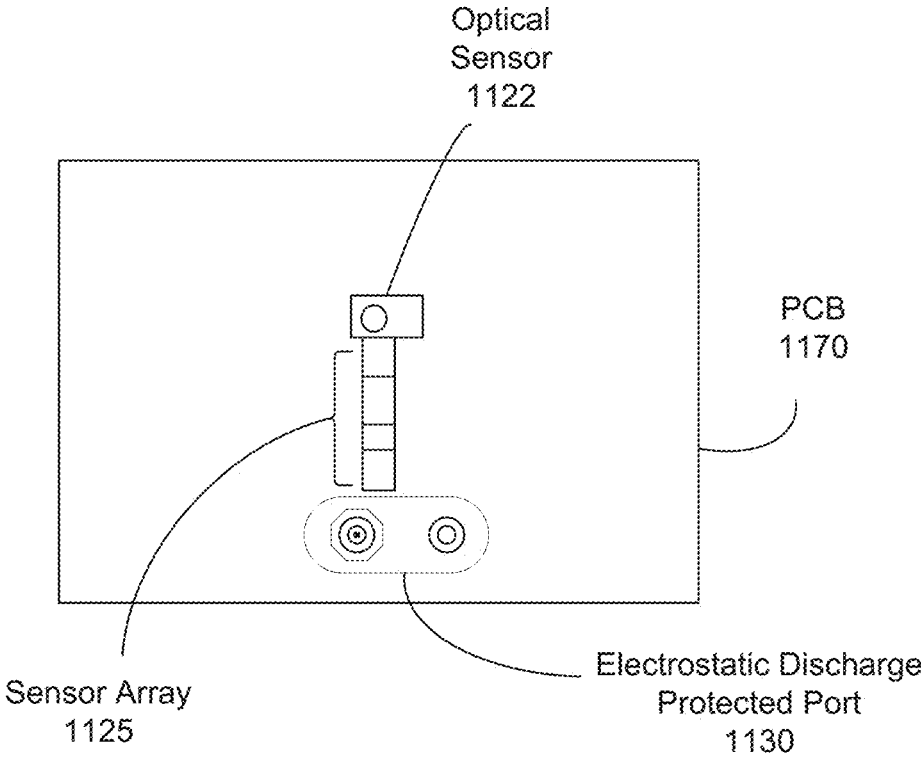 Optical
Sensor
1122
PCB
1170
Sensor Array
1125
Electrostatic Discharge
Protected Port
1130